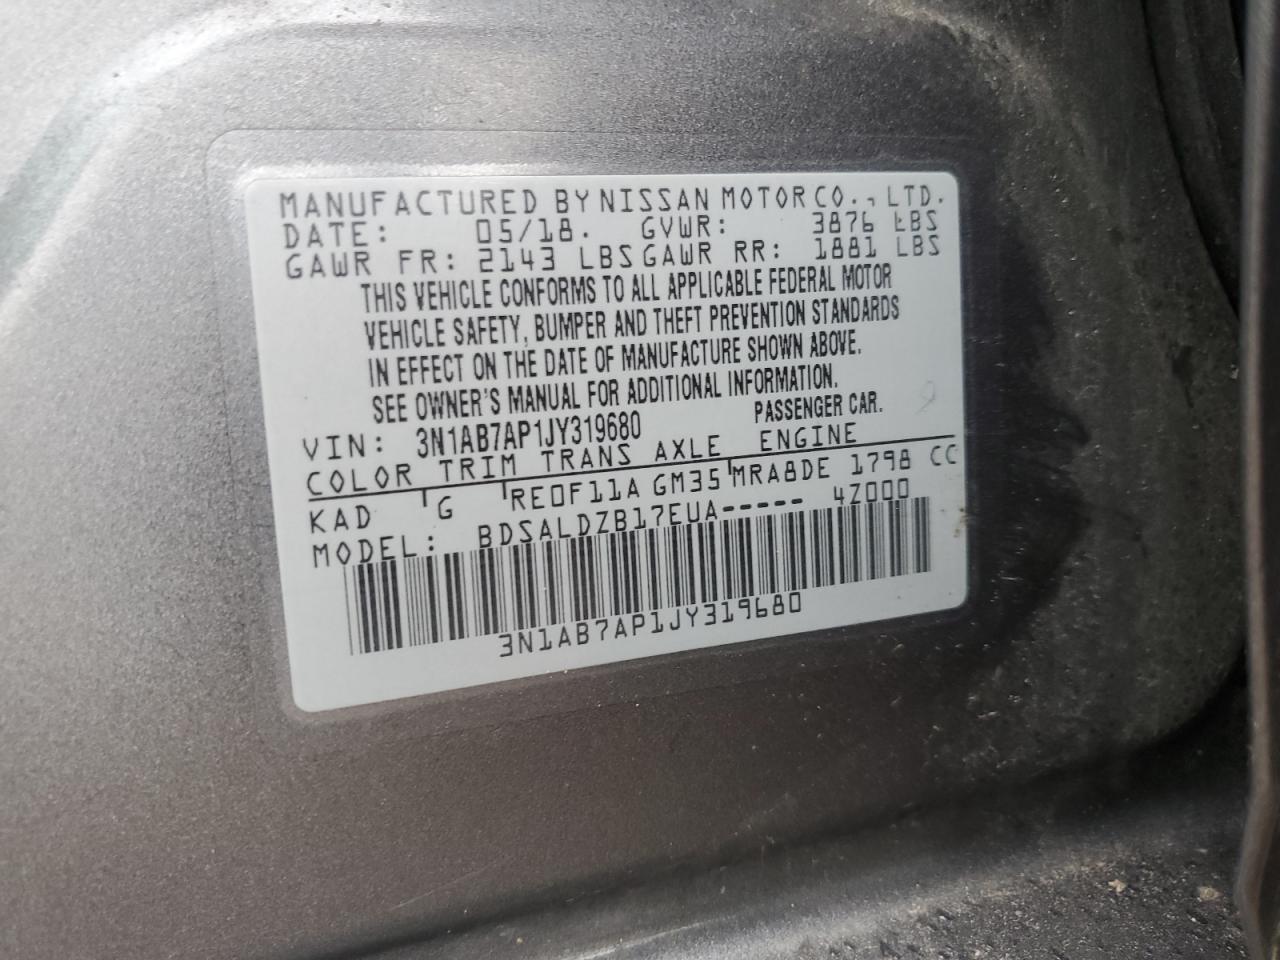 MANUFACTURED BY NISSAN MOTOR CO., LTD.
DATE: 05/18. GVWR: 3876 LBS
GAWR FR: 2143 LBS GAWR RR: 1881 LBS
THIS VEHICLE CONFORMS TO ALL APPLICABLE FEDERAL MOTOR
VEHICLE SAFETY, BUMPER AND THEFT PREVENTION STANDARDS
IN EFFECT ON THE DATE OF MANUFACTURE SHOWN ABOVE.
SEE OWNER'S MANUAL FOR ADDITIONAL INFORMATION.
VIN: 3N1AB7AP1JY319680 PASSENGER CAR.
COLOR TRIM TRANS AXLE ENGINE
KAD G RE0F11A GM35 MRA8DE 1798 CC
MODEL: BDSALDZB17EUA----- 4Z000
3N1AB7AP1JY319680